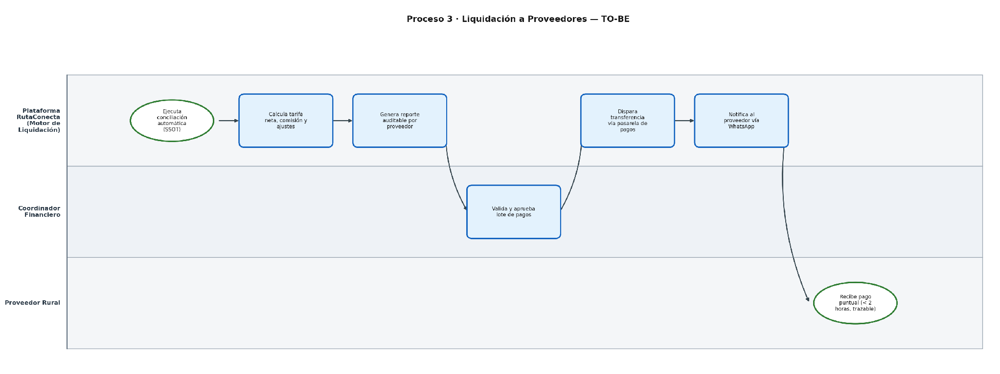 Proceso 3 · Liquidación a Proveedores — TO-BE
Plataforma
RutaConecta
(Motor de
Liquidación)
Ejecuta
conciliación
automática
(SSOT)
Calcula tarifa
neta, comisión y
ajustes
Genera reporte
auditable por
proveedor
Dispara
transferencia
vía pasarela de
pagos
Notifica al
proveedor vía
WhatsApp
Coordinador
Financiero
Valida y aprueba
lote de pagos
Proveedor Rural
Recibe pago
puntual (< 2
horas, trazable)